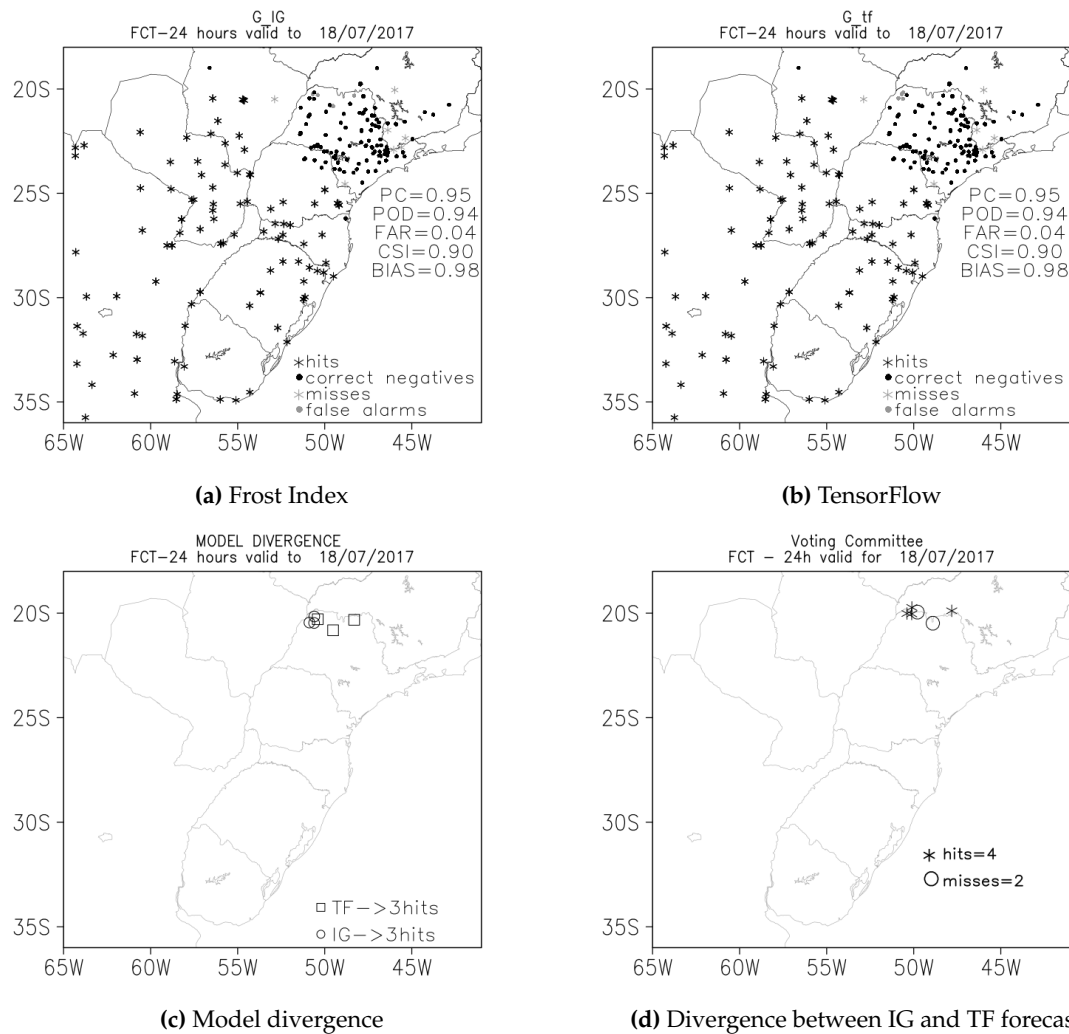 G_IG
FCT-24 hours valid to 18/07/2017
20S
25S
30S
35S
65W 60W 55W 50W 45W
PC=0.95
POD=0.94
FAR=0.04
CSI=0.90
BIAS=0.98
hits
correct negatives
misses
false alarms
(a) Frost Index
G_tf
FCT-24 hours valid to 18/07/2017
20S
25S
30S
35S
65W 60W 55W 50W 45W
PC=0.95
POD=0.94
FAR=0.04
CSI=0.90
BIAS=0.98
hits
correct negatives
misses
false alarms
(b) TensorFlow
MODEL DIVERGENCE
FCT-24 hours valid to 18/07/2017
20S
25S
30S
35S
65W 60W 55W 50W 45W
TF->3hits
IG->3hits
(c) Model divergence
Voting Committee
FCT - 24h valid for 18/07/2017
20S
25S
30S
35S
65W 60W 55W 50W 45W
hits=4
misses=2
(d) Divergence between IG and TF forecas